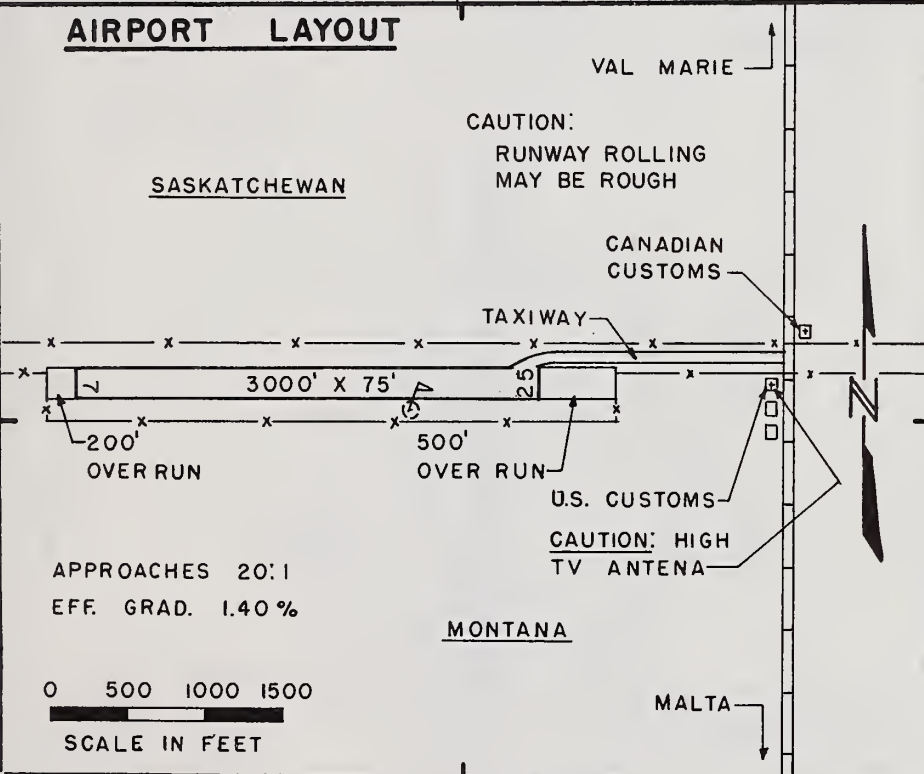 AIRPORT LAYOUT
VAL MARIE
CAUTION:
RUNWAY ROLLING
MAY BE ROUGH
SASKATCHEWAN
CANADIAN
CUSTOMS
TAXIWAY
7
3000' X 75'
25
N
200'
OVER RUN
500'
OVER RUN
U.S. CUSTOMS
CAUTION: HIGH
TV ANTENA
APPROACHES 20:1
EFF. GRAD. 1.40 %
MONTANA
0 500 1000 1500
SCALE IN FEET
MALTA